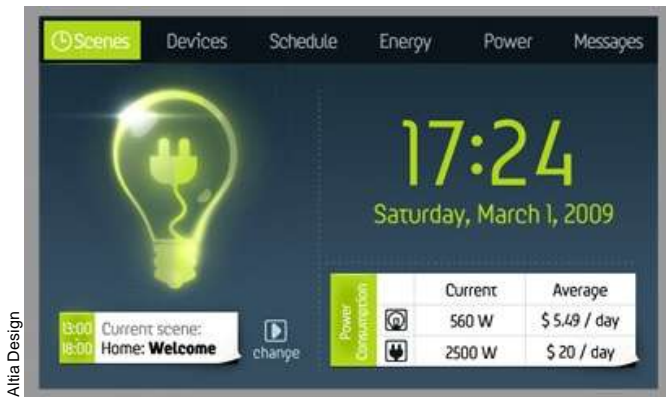 Scenes Devices Schedule Energy Power Messages
17:24
Saturday, March 1, 2009
13:00 Current scene:
18:00 Home: Welcome
change
Power
Consumption
Current Average
560 W $ 5.49 / day
2500 W $ 20 / day
Altia Design